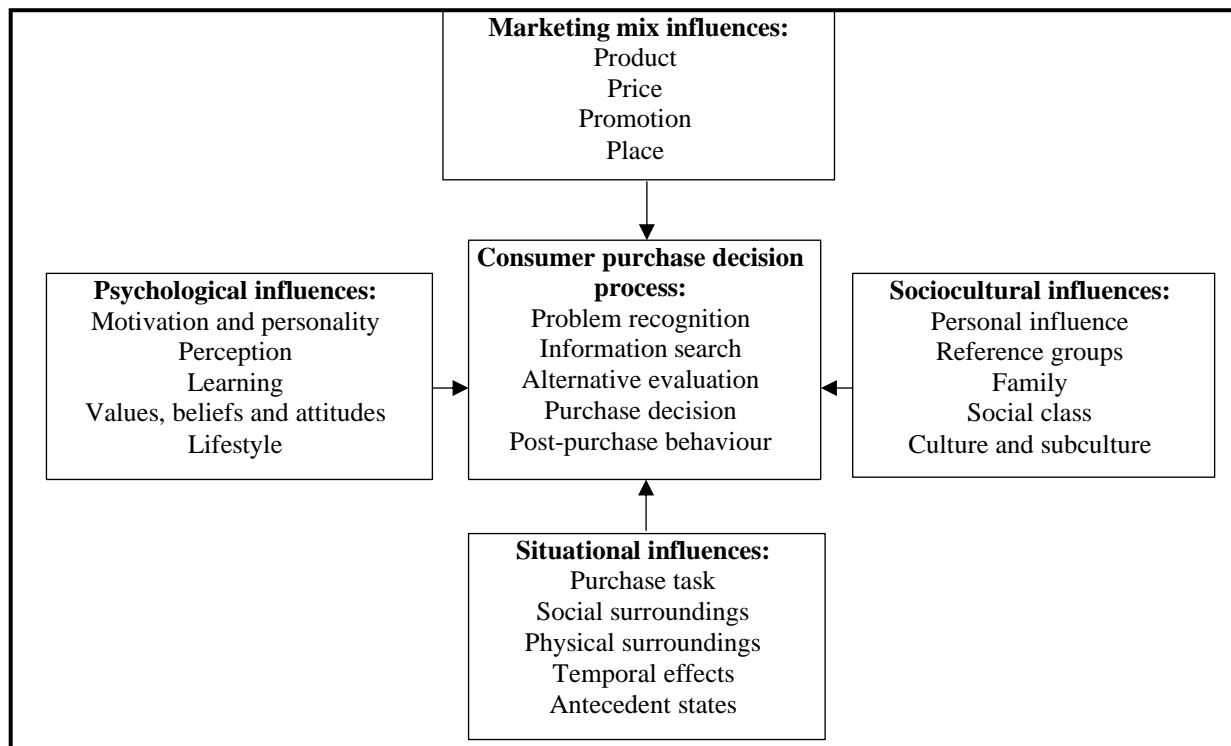 Marketing mix influences:
Product
Price
Promotion
Place
Psychological influences:
Motivation and personality
Perception
Learning
Values, beliefs and attitudes
Lifestyle
Consumer purchase decision
process:
Problem recognition
Information search
Alternative evaluation
Purchase decision
Post-purchase behaviour
Sociocultural influences:
Personal influence
Reference groups
Family
Social class
Culture and subculture
Situational influences:
Purchase task
Social surroundings
Physical surroundings
Temporal effects
Antecedent states